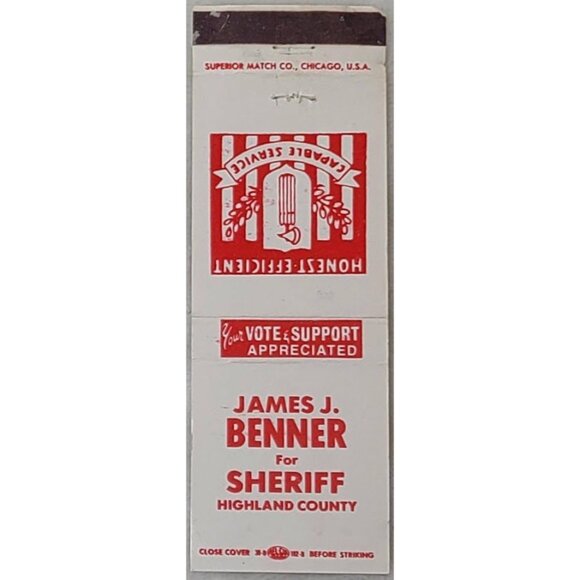 SUPERIOR MATCH CO., CHICAGO, U.S.A.
HONEST-EFFICIENT
CAPABLE SERVICE
Your VOTE & SUPPORT
APPRECIATED
JAMES J.
BENNER
For
SHERIFF
HIGHLAND COUNTY
CLOSE COVER BEFORE STRIKING